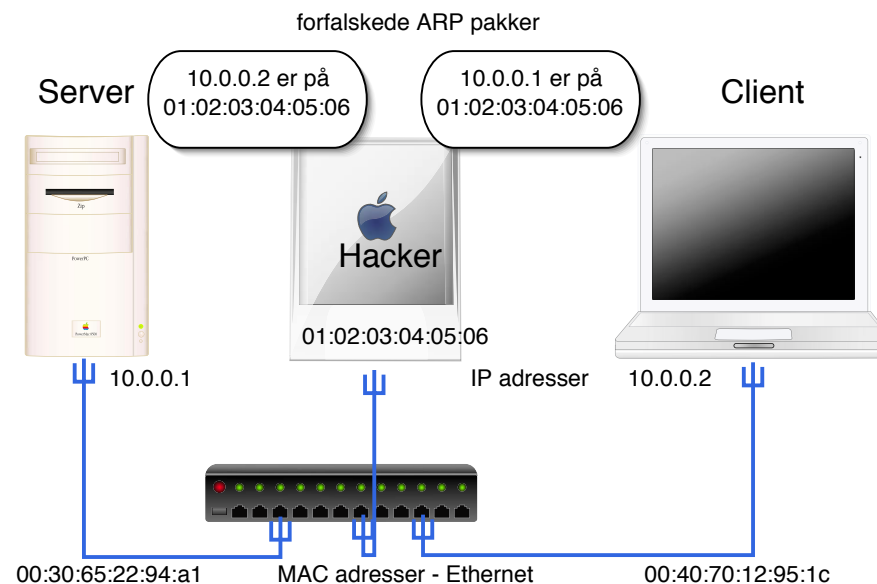 forfalskede ARP pakker
Server
10.0.0.2 er på
01:02:03:04:05:06
10.0.0.1 er på
01:02:03:04:05:06
Client
Zip
PowerPC
Hacker
01:02:03:04:05:06
10.0.0.1
IP adresser
10.0.0.2
00:30:65:22:94:a1
MAC adresser - Ethernet
00:40:70:12:95:1c